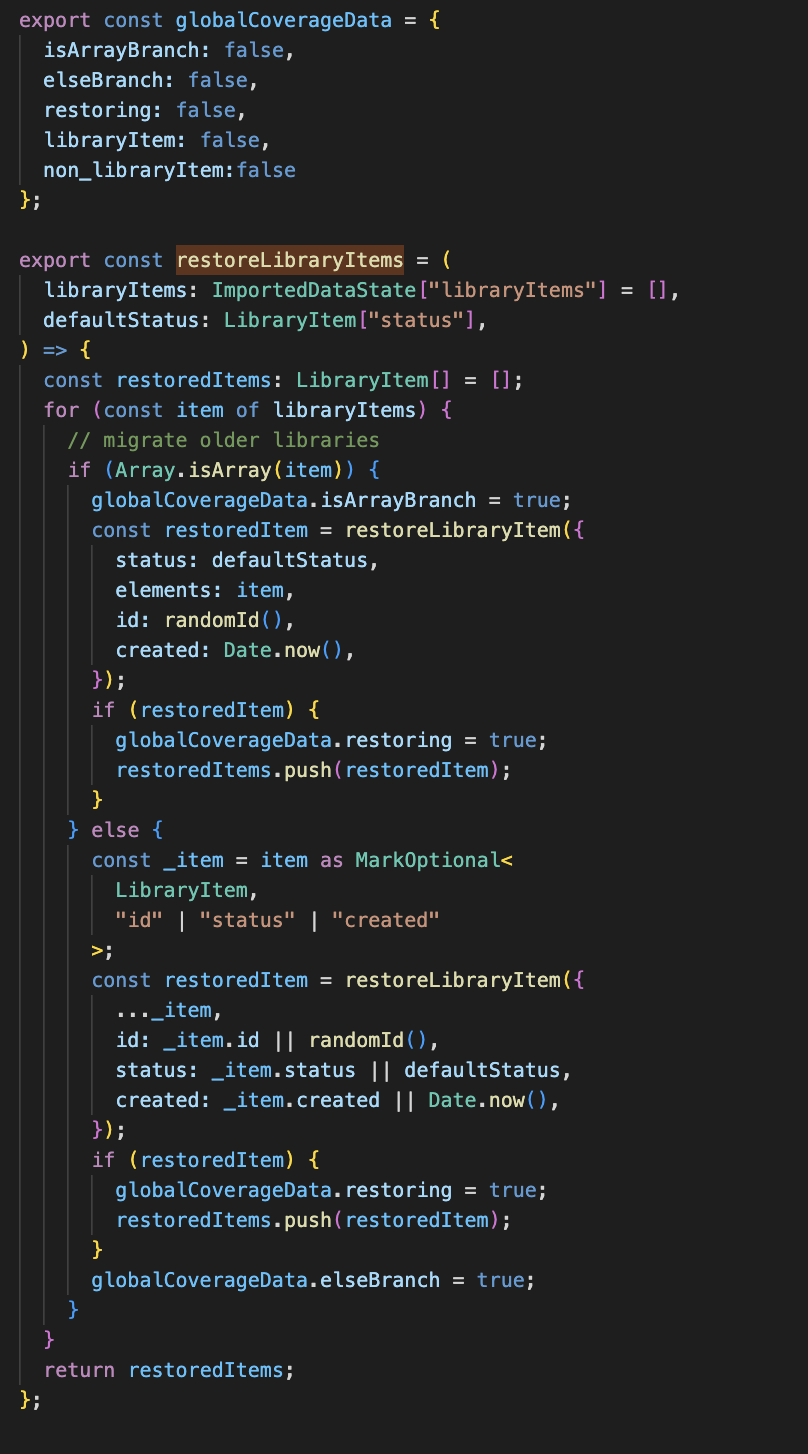 export const globalCoverageData = {
  isArrayBranch: false,
  elseBranch: false,
  restoring: false,
  libraryItem: false,
  non_libraryItem:false
};

export const restoreLibraryItems = (
  libraryItems: ImportedDataState["libraryItems"] = [],
  defaultStatus: LibraryItem["status"],
) => {
  const restoredItems: LibraryItem[] = [];
  for (const item of libraryItems) {
    // migrate older libraries
    if (Array.isArray(item)) {
      globalCoverageData.isArrayBranch = true;
      const restoredItem = restoreLibraryItem({
        status: defaultStatus,
        elements: item,
        id: randomId(),
        created: Date.now(),
      });
      if (restoredItem) {
        globalCoverageData.restoring = true;
        restoredItems.push(restoredItem);
      }
    } else {
      const _item = item as MarkOptional<
        LibraryItem,
        "id" | "status" | "created"
      >;
      const restoredItem = restoreLibraryItem({
        ..._item,
        id: _item.id || randomId(),
        status: _item.status || defaultStatus,
        created: _item.created || Date.now(),
      });
      if (restoredItem) {
        globalCoverageData.restoring = true;
        restoredItems.push(restoredItem);
      }
      globalCoverageData.elseBranch = true;
    }
  }
  return restoredItems;
};